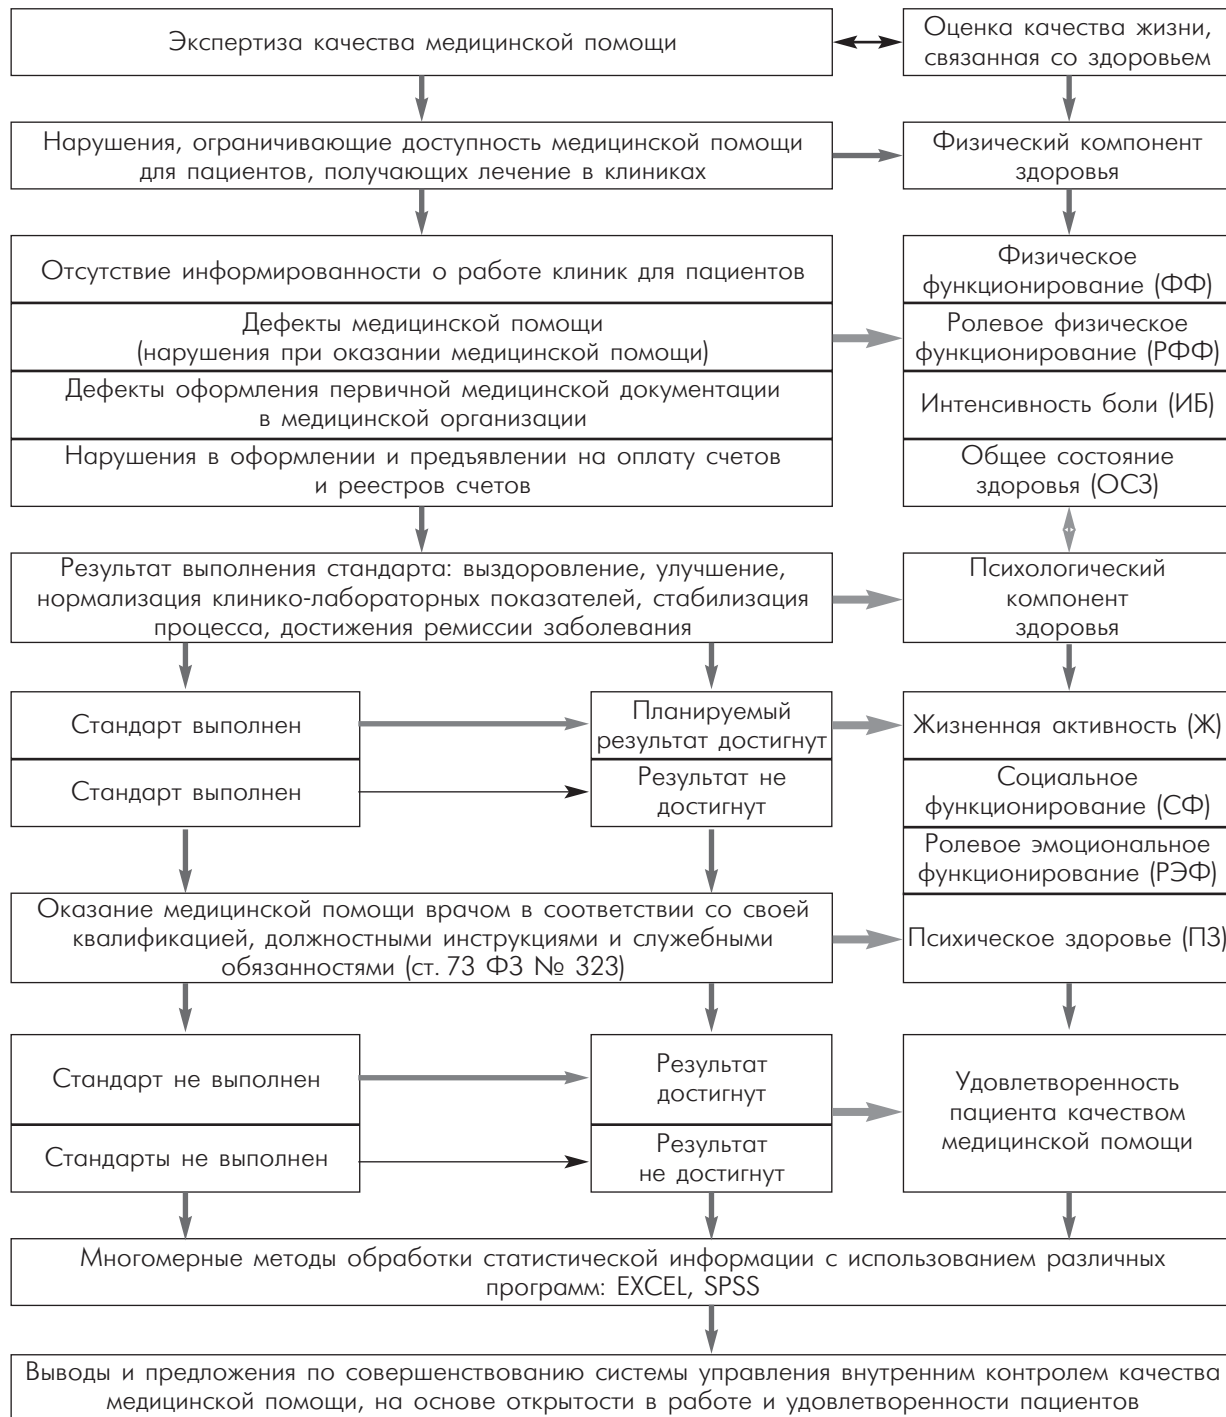 Экспертиза качества медицинской помощи
Оценка качества жизни,
связанная со здоровьем
Нарушения, ограничивающие доступность медицинской помощи
для пациентов, получающих лечение в клиниках
Физический компонент
здоровья
Отсутствие информированности о работе клиник для пациентов
Физическое
функционирование (ФФ)
Дефекты медицинской помощи
(нарушения при оказании медицинской помощи)
Ролевое физическое
функционирование (РФФ)
Дефекты оформления первичной медицинской документации
в медицинской организации
Интенсивность боли (ИБ)
Нарушения в оформлении и предъявлении на оплату счетов
и реестров счетов
Общее состояние
здоровья (ОСЗ)
Результат выполнения стандарта: выздоровление, улучшение,
нормализация клинико-лабораторных показателей, стабилизация
процесса, достижения ремиссии заболевания
Психологический
компонент
здоровья
Стандарт выполнен
Планируемый
результат достигнут
Жизненная активность (Ж)
Стандарт выполнен
Результат не
достигнут
Социальное
функционирование (СФ)
Ролевое эмоциональное
функционирование (РЭФ)
Оказание медицинской помощи врачом в соответствии со своей
квалификацией, должностными инструкциями и служебными
обязанностями (ст. 73 ФЗ № 323)
Психическое здоровье (ПЗ)
Стандарт не выполнен
Результат
достигнут
Удовлетворенность
пациента качеством
медицинской помощи
Стандарты не выполнен
Результат
не достигнут
Многомерные методы обработки статистической информации с использованием различных
программ: EXCEL, SPSS
Выводы и предложения по совершенствованию системы управления внутренним контролем качества
медицинской помощи, на основе открытости в работе и удовлетворенности пациентов